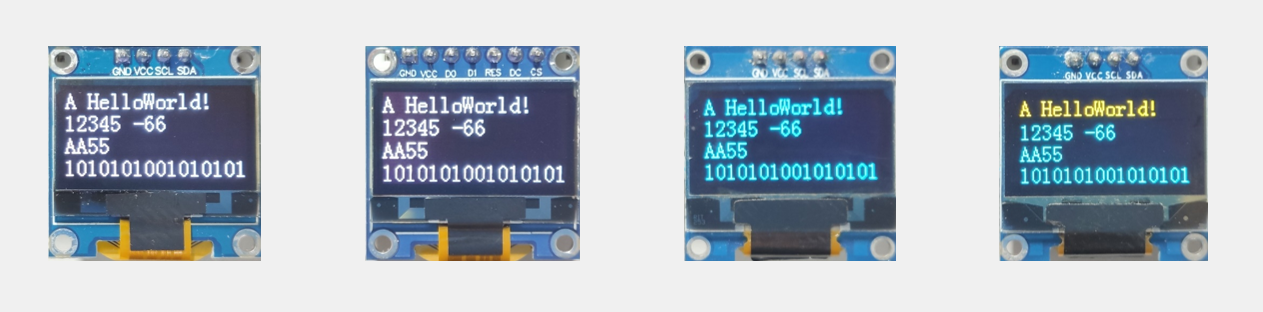 GND VCC SCL SDA
A HelloWorld!
12345 -66
AA55
1010101001010101
GND VCC D0 D1 RES DC CS
A HelloWorld!
12345 -66
AA55
1010101001010101
GND VCC SCL SDA
A HelloWorld!
12345 -66
AA55
1010101001010101
GND VCC SCL SDA
A HelloWorld!
12345 -66
AA55
1010101001010101